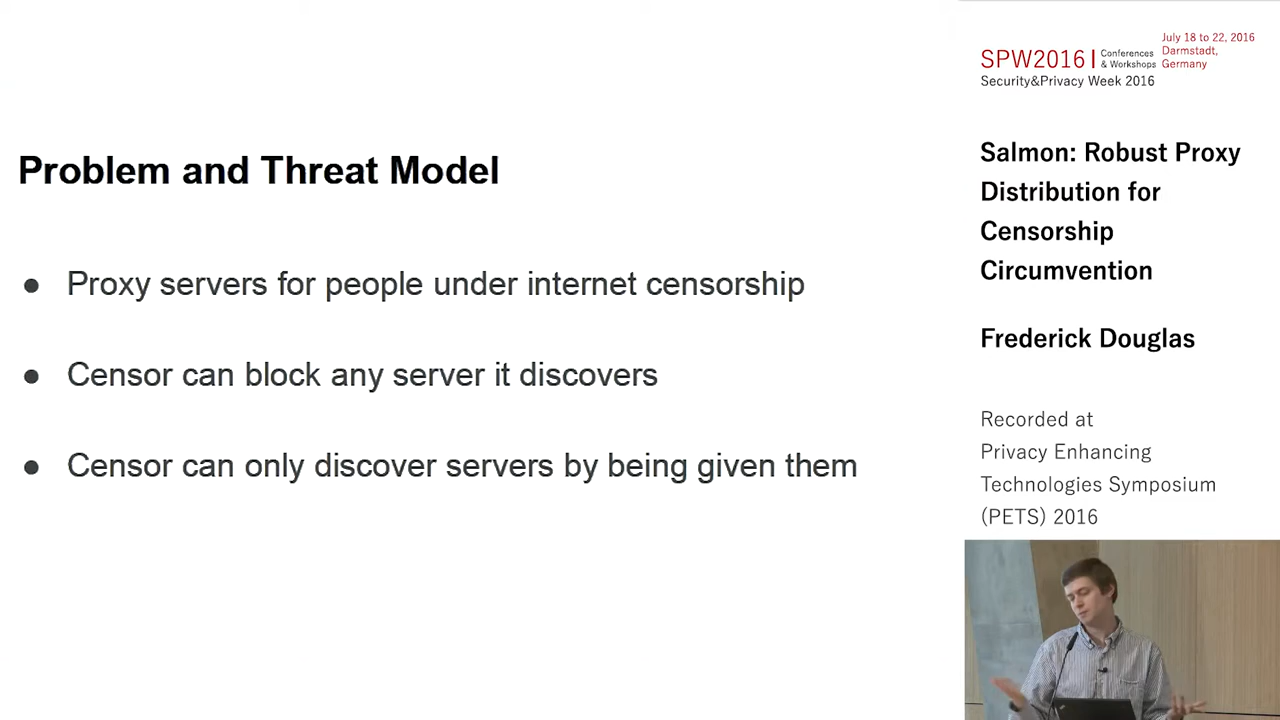 Problem and Threat Model
● Proxy servers for people under internet censorship
● Censor can block any server it discovers
● Censor can only discover servers by being given them
SPW2016 | Conferences & Workshops
July 18 to 22, 2016
Darmstadt,
Germany
Security&Privacy Week 2016
Salmon: Robust Proxy
Distribution for
Censorship
Circumvention
Frederick Douglas
Recorded at
Privacy Enhancing
Technologies Symposium
(PETS) 2016